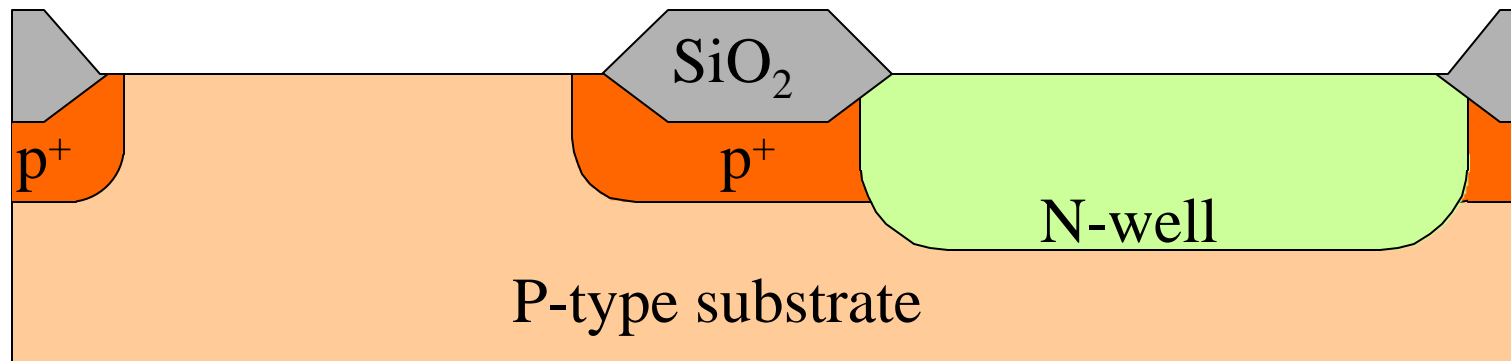 SiO₂
p⁺
p⁺
N-well
P-type substrate